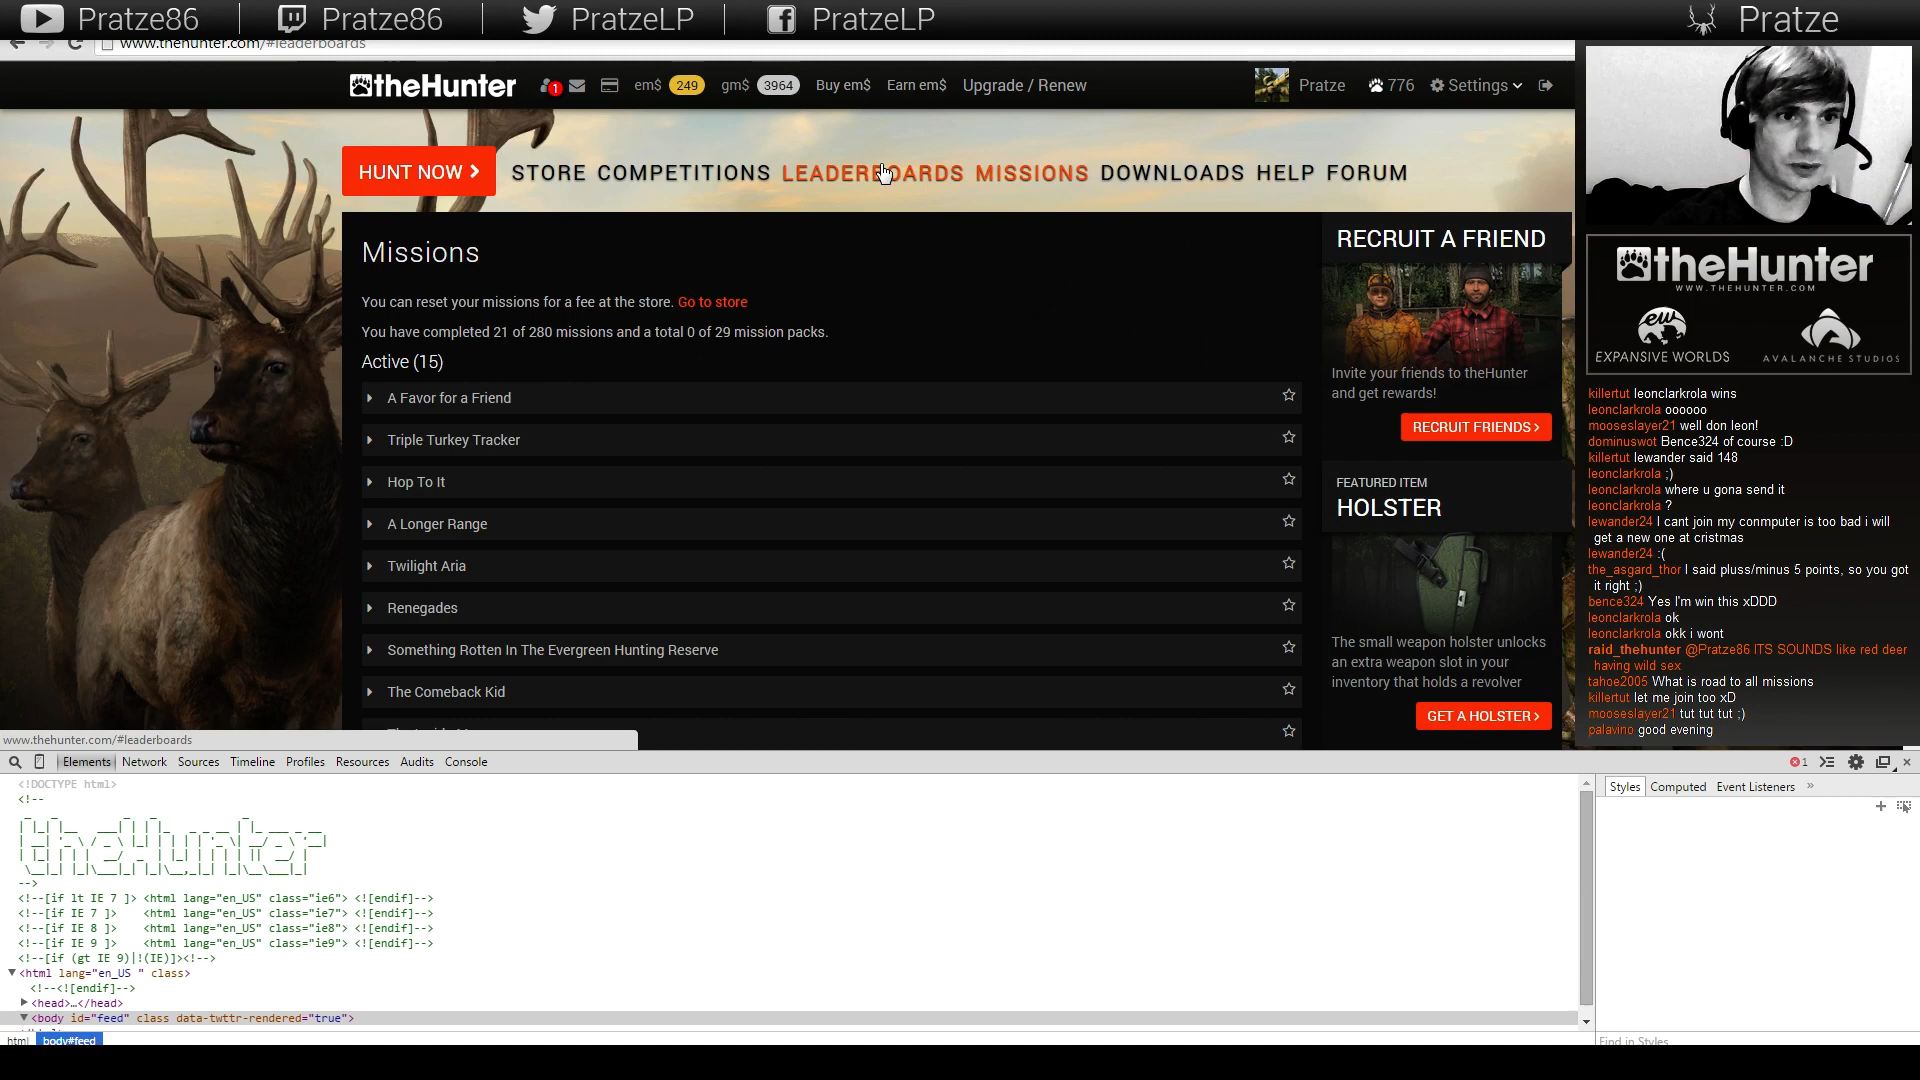 Pratze86
Pratze86
PratzeLP
PratzeLP
Pratze
www.thehunter.com/#leaderboards
theHunter
1
em$ 249
gm$ 3964
Buy em$
Earn em$
Upgrade / Renew
Pratze
776
Settings
HUNT NOW
STORE COMPETITIONS LEADERBOARDS MISSIONS DOWNLOADS HELP FORUM
Missions
You can reset your missions for a fee at the store. Go to store
You have completed 21 of 280 missions and a total 0 of 29 mission packs.
Active (15)
A Favor for a Friend
Triple Turkey Tracker
Hop To It
A Longer Range
Twilight Aria
Renegades
Something Rotten In The Evergreen Hunting Reserve
The Comeback Kid
RECRUIT A FRIEND
Invite your friends to theHunter
and get rewards!
RECRUIT FRIENDS
FEATURED ITEM
HOLSTER
The small weapon holster unlocks
an extra weapon slot in your
inventory that holds a revolver
GET A HOLSTER
theHunter
WWW.THEHUNTER.COM
ew
EXPANSIVE WORLDS
AVALANCHE STUDIOS
killertut leonclarkrola wins
leonclarkrola oooooo
mooseslayer21 well don leon!
dominuswot Bence324 of course :D
killertut lewander said 148
leonclarkrola ;)
leonclarkrola where u gona send it
leonclarkrola ?
lewander24 I cant join my conmputer is too bad i will
get a new one at cristmas
lewander24 :(
the_asgard_thor I said pluss/minus 5 points, so you got
it right ;)
bence324 Yes I'm win this xDDD
leonclarkrola ok
leonclarkrola okk i wont
raid_thehunter @Pratze86 ITS SOUNDS like red deer
having wild sex
tahoe2005 What is road to all missions
killertut let me join too xD
mooseslayer21 tut tut tut ;)
palavino good evening
www.thehunter.com/#leaderboards
Elements Network Sources Timeline Profiles Resources Audits Console
1
<!DOCTYPE html>
<!--
theHunter
-->
<!--[if lt IE 7 ]> <html lang="en_US" class="ie6"> <![endif]-->
<!--[if IE 7 ]> <html lang="en_US" class="ie7"> <![endif]-->
<!--[if IE 8 ]> <html lang="en_US" class="ie8"> <![endif]-->
<!--[if IE 9 ]> <html lang="en_US" class="ie9"> <![endif]-->
<!--[if (gt IE 9)|!(IE)]><!-->
<html lang="en_US " class>
<!--<![endif]-->
<head>…</head>
<body id="feed" class data-twttr-rendered="true">
html body#feed
Styles Computed Event Listeners »
Find in Styles